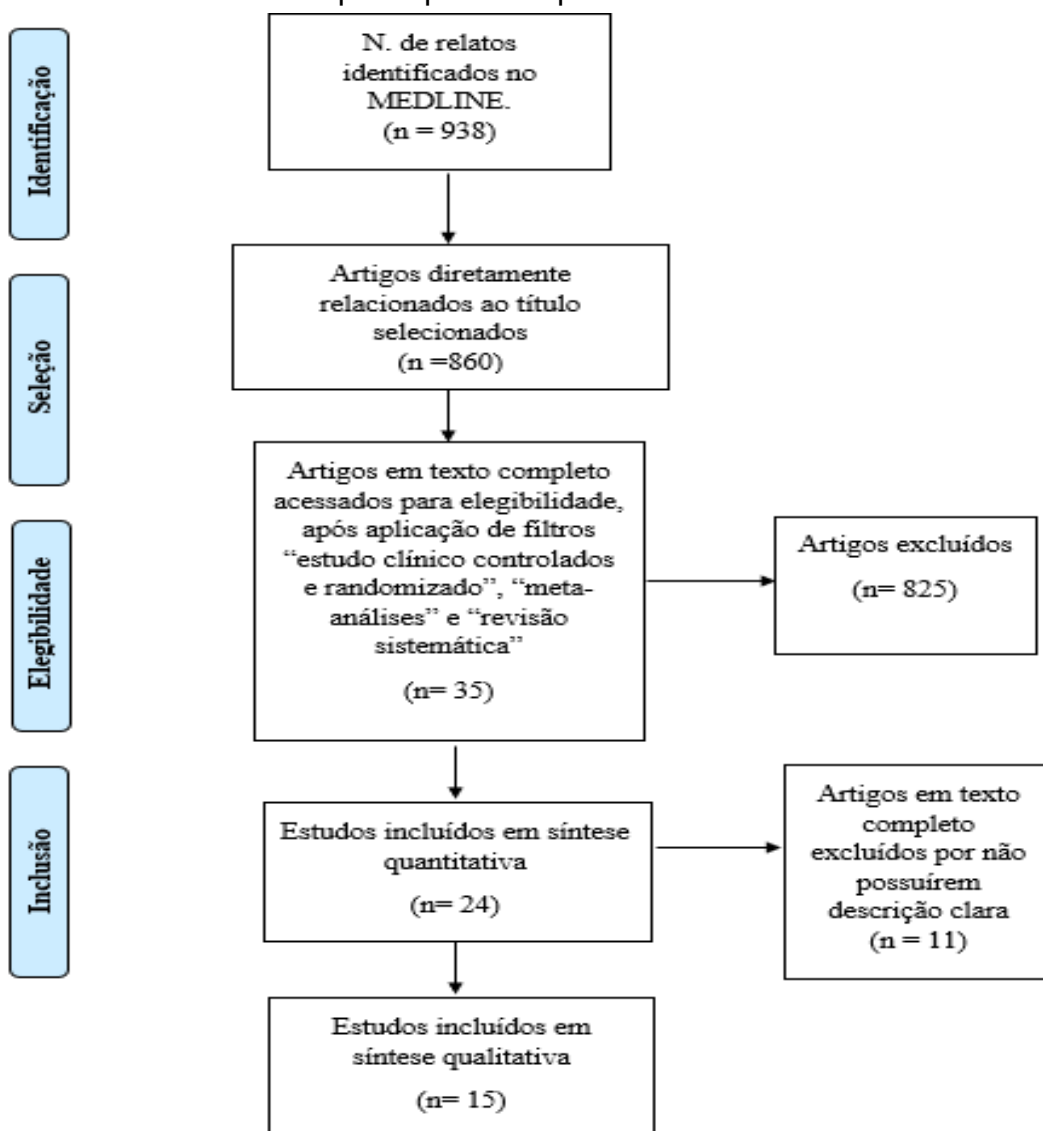 Identificação
N. de relatos
identificados no
MEDLINE.
(n = 938)
Seleção
Artigos diretamente
relacionados ao título
selecionados
(n =860)
Elegibilidade
Artigos em texto completo
acessados para elegibilidade,
após aplicação de filtros
“estudo clínico controlados
e randomizado”, “meta-
análises” e “revisão
sistemática”
(n= 35)
Artigos excluídos
(n= 825)
Inclusão
Estudos incluídos em síntese
quantitativa
(n= 24)
Artigos em texto
completo
excluídos por não
possuírem
descrição clara
(n = 11)
Estudos incluídos em
síntese qualitativa
(n= 15)